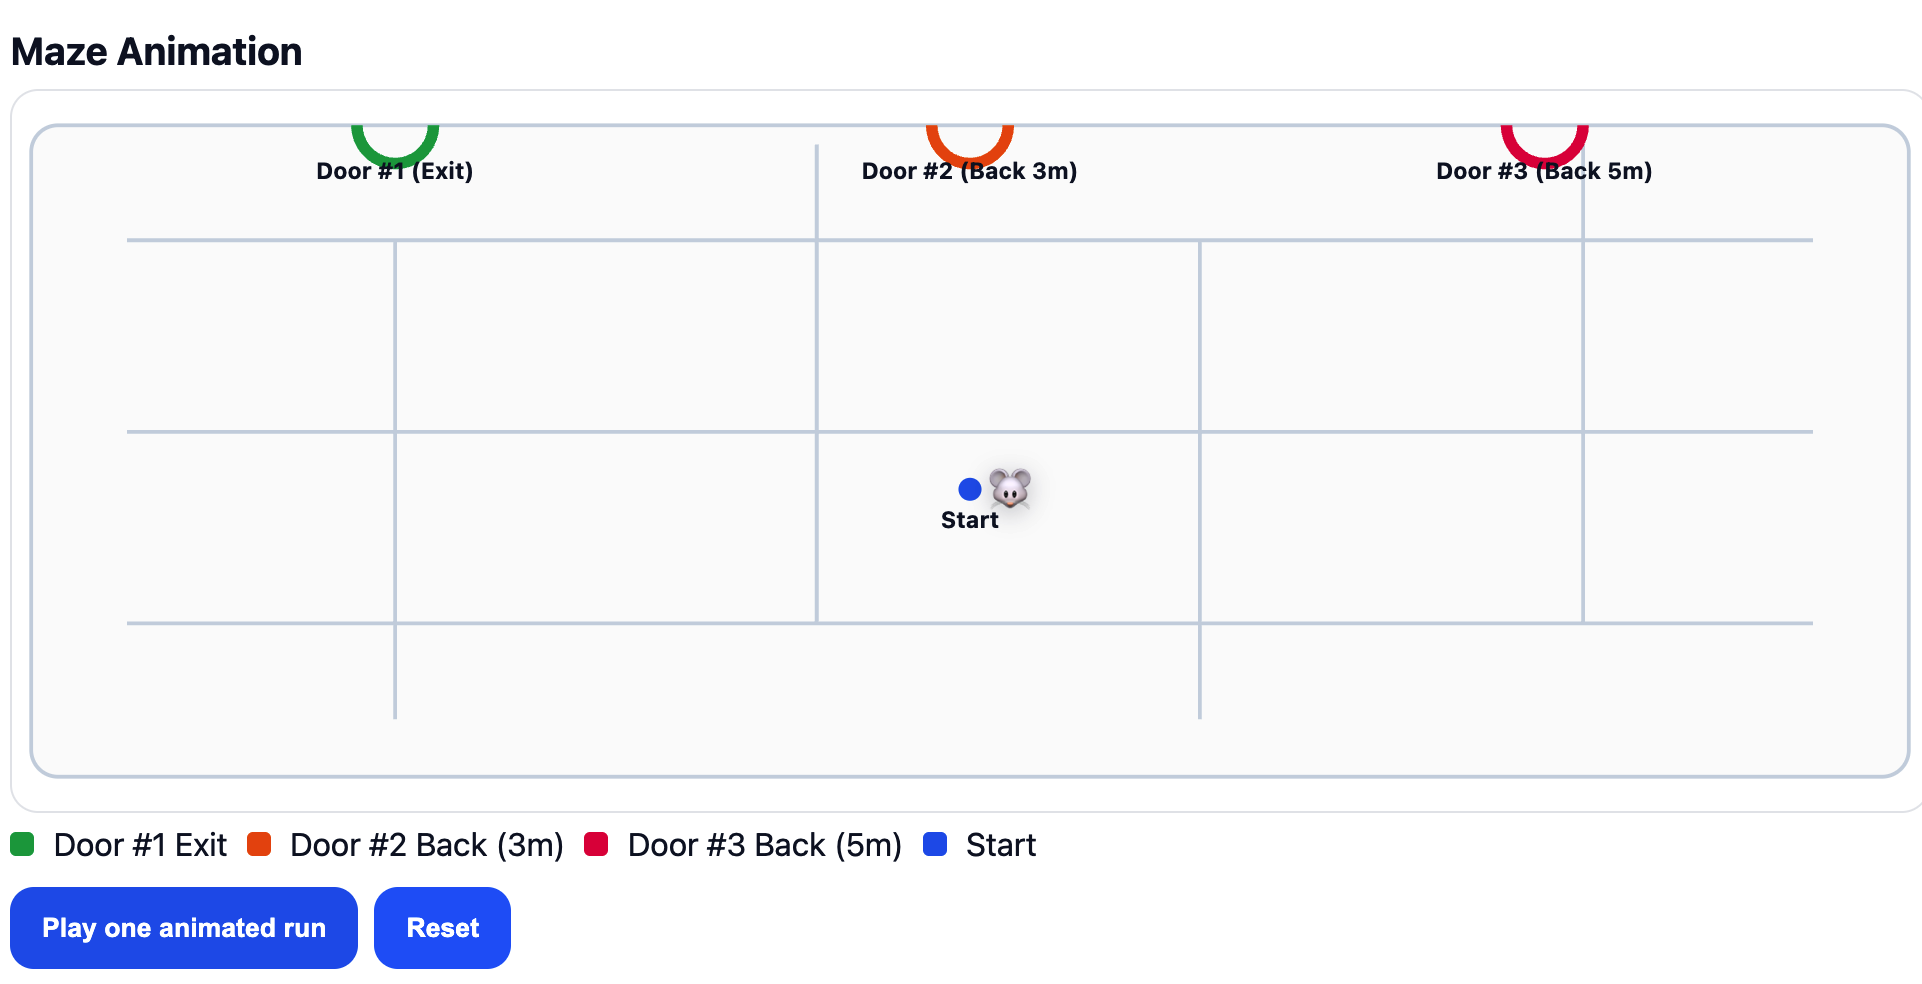 Maze Animation
Door #1 (Exit)
Door #2 (Back 3m)
Door #3 (Back 5m)
Start
Door #1 Exit
Door #2 Back (3m)
Door #3 Back (5m)
Start
Play one animated run
Reset